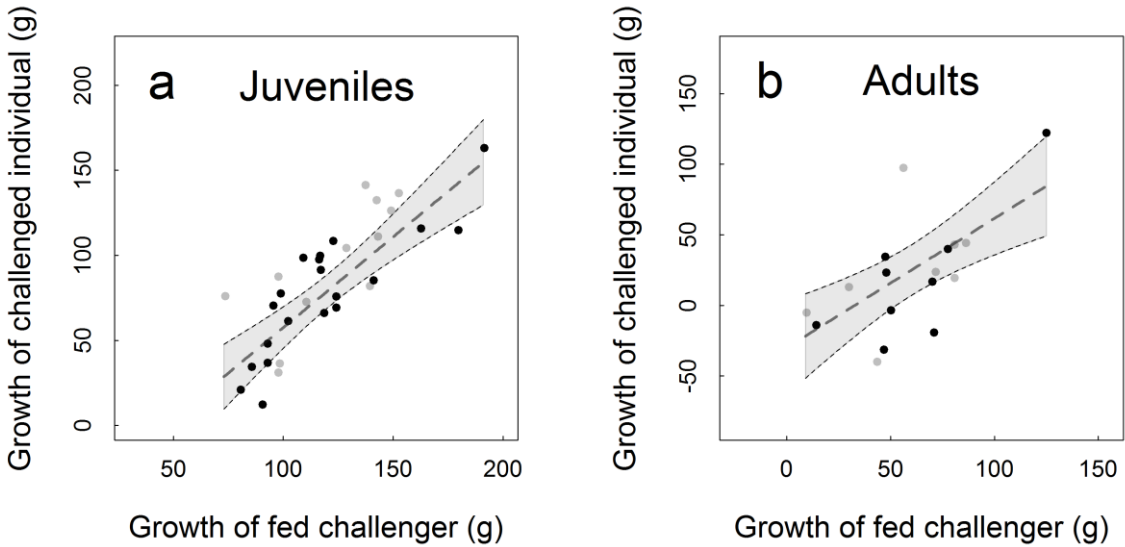 a Juveniles
Growth of challenged individual (g)
200
150
100
50
0
50 100 150 200
Growth of fed challenger (g)
b Adults
Growth of challenged individual (g)
150
100
50
0
-50
0 50 100 150
Growth of fed challenger (g)